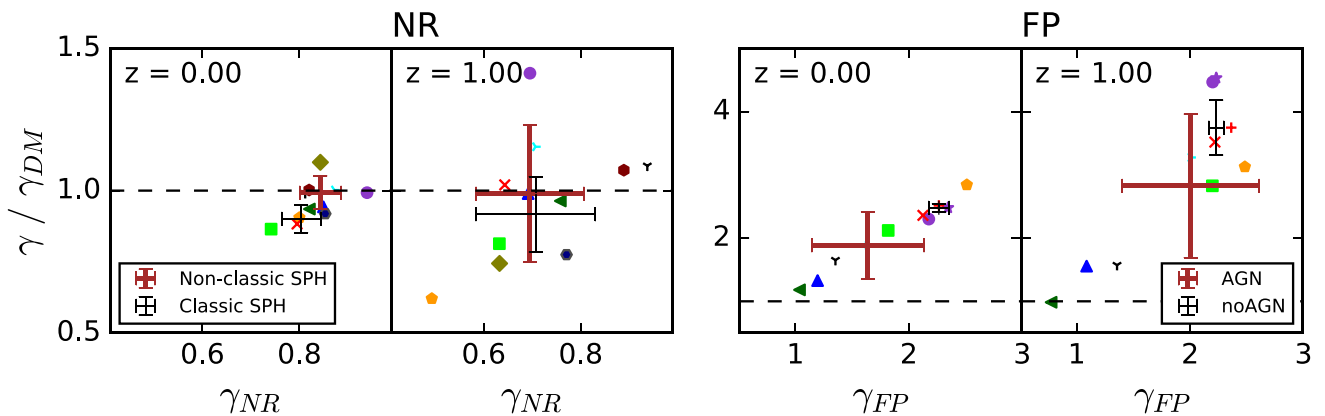 NR
FP
z = 0.00
z = 1.00
z = 0.00
z = 1.00
1.5
1.0
0.5
4
2
γ / γ_DM
Non-classic SPH
Classic SPH
AGN
noAGN
0.6 0.8 0.6 0.8 1 2 3 1 2 3
γ_NR γ_NR γ_FP γ_FP